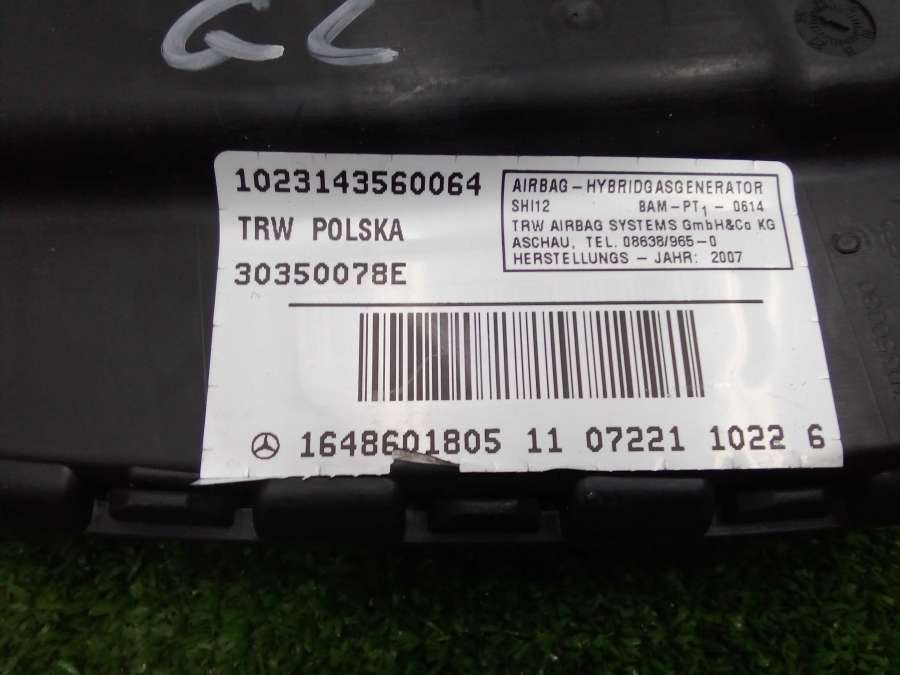 GL
1023143560064
TRW POLSKA
30350078E
AIRBAG-HYBRIDGASGENERATOR
SHI12 BAM-PT1-0614
TRW AIRBAG SYSTEMS GmbH&Co KG
ASCHAU, TEL. 08638/965-0
HERSTELLUNGS - JAHR: 2007
1648601805 11 07221 1022 6